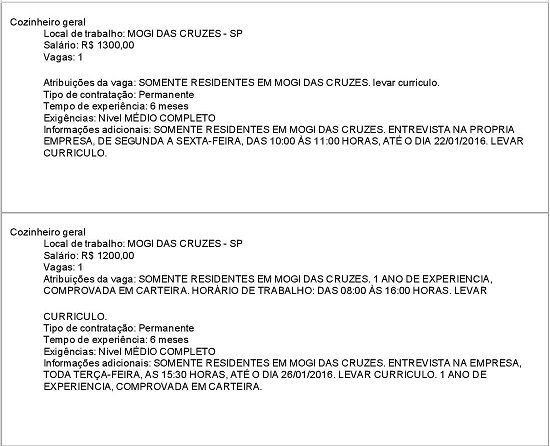 Cozinheiro geral
Local de trabalho: MOGI DAS CRUZES - SP
Salário: R$ 1300,00
Vagas: 1
Atribuições da vaga: SOMENTE RESIDENTES EM MOGI DAS CRUZES. levar curriculo.
Tipo de contratação: Permanente
Tempo de experiência: 6 meses
Exigências: Nível MÉDIO COMPLETO
Informações adicionais: SOMENTE RESIDENTES EM MOGI DAS CRUZES. ENTREVISTA NA PROPRIA
EMPRESA, DE SEGUNDA A SEXTA-FEIRA, DAS 10:00 ÁS 11:00 HORAS, ATÉ O DIA 22/01/2016. LEVAR
CURRICULO.
Cozinheiro geral
Local de trabalho: MOGI DAS CRUZES - SP
Salário: R$ 1200,00
Vagas: 1
Atribuições da vaga: SOMENTE RESIDENTES EM MOGI DAS CRUZES. 1 ANO DE EXPERIENCIA,
COMPROVADA EM CARTEIRA. HORÁRIO DE TRABALHO: DAS 08:00 ÁS 16:00 HORAS. LEVAR
CURRICULO.
Tipo de contratação: Permanente
Tempo de experiência: 6 meses
Exigências: Nível MÉDIO COMPLETO
Informações adicionais: SOMENTE RESIDENTES EM MOGI DAS CRUZES. ENTREVISTA NA EMPRESA,
TODA TERÇA-FEIRA, AS 15:30 HORAS, ATÉ O DIA 26/01/2016. LEVAR CURRICULO. 1 ANO DE
EXPERIENCIA, COMPROVADA EM CARTEIRA.